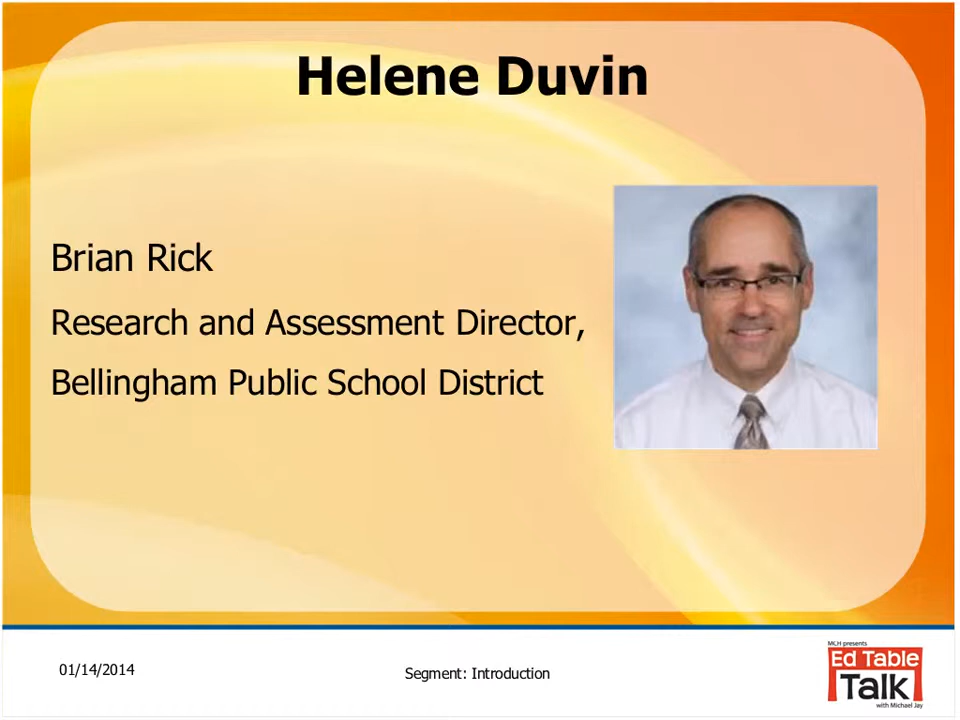 Helene Duvin
Brian Rick
Research and Assessment Director,
Bellingham Public School District
01/14/2014
Segment: Introduction
MCH presents
Ed Table
Talk
with Michael Jay